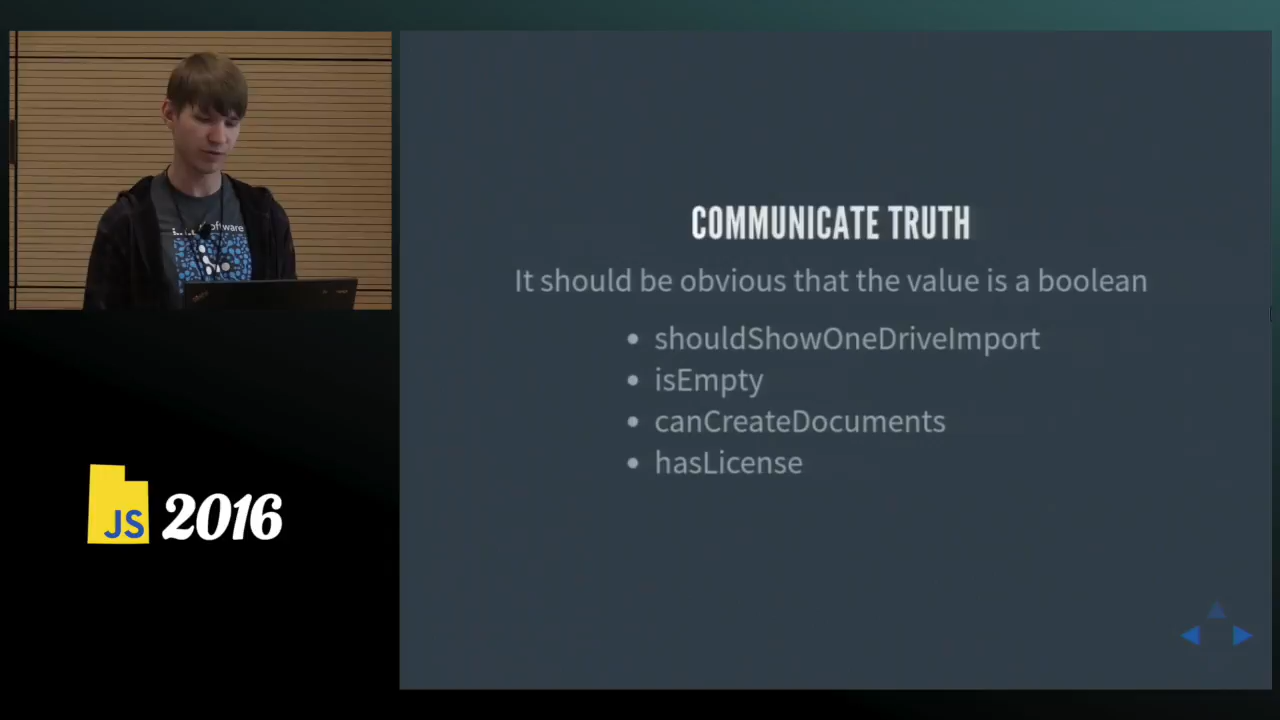 COMMUNICATE TRUTH
It should be obvious that the value is a boolean
shouldShowOneDriveImport
isEmpty
canCreateDocuments
hasLicense
JS 2016